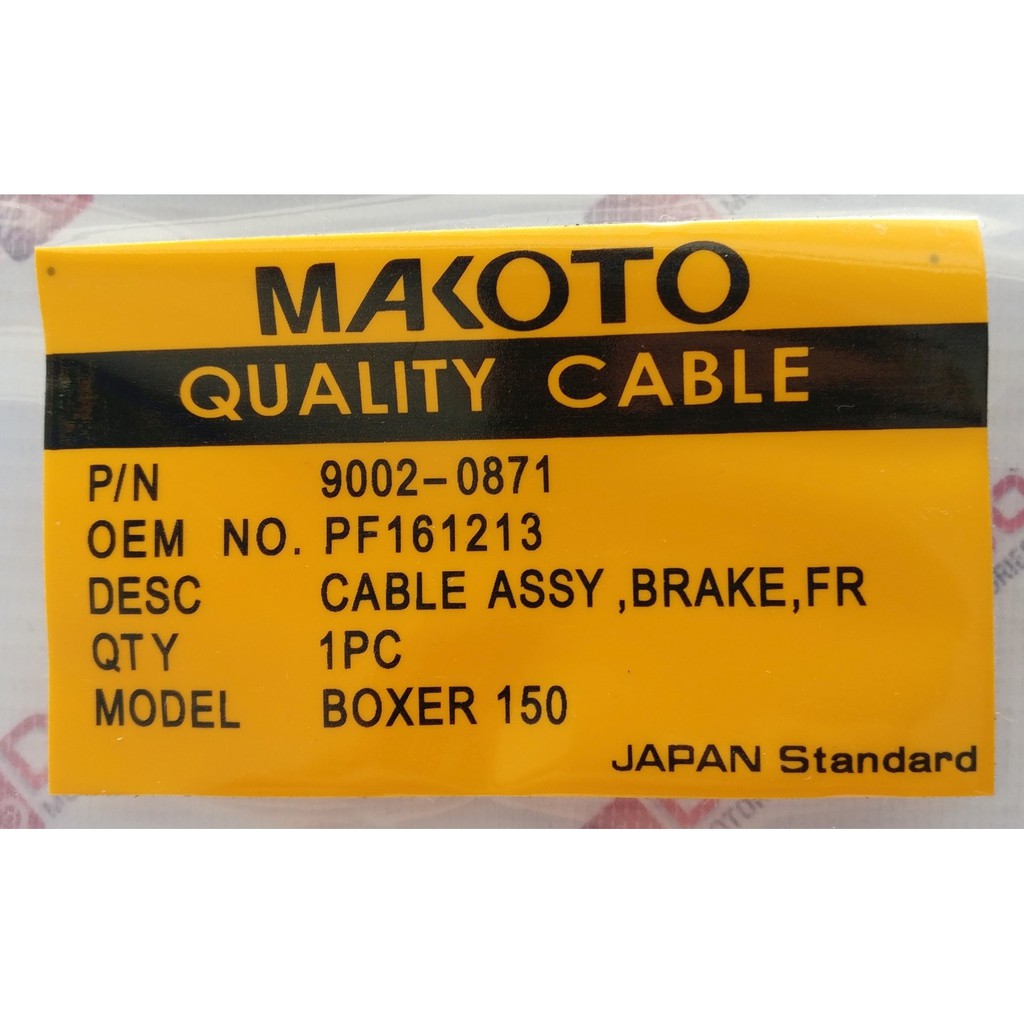 MAKOTO
QUALITY CABLE
P/N 9002-0871
OEM NO. PF161213
DESC CABLE ASSY ,BRAKE,FR
QTY 1PC
MODEL BOXER 150
JAPAN Standard